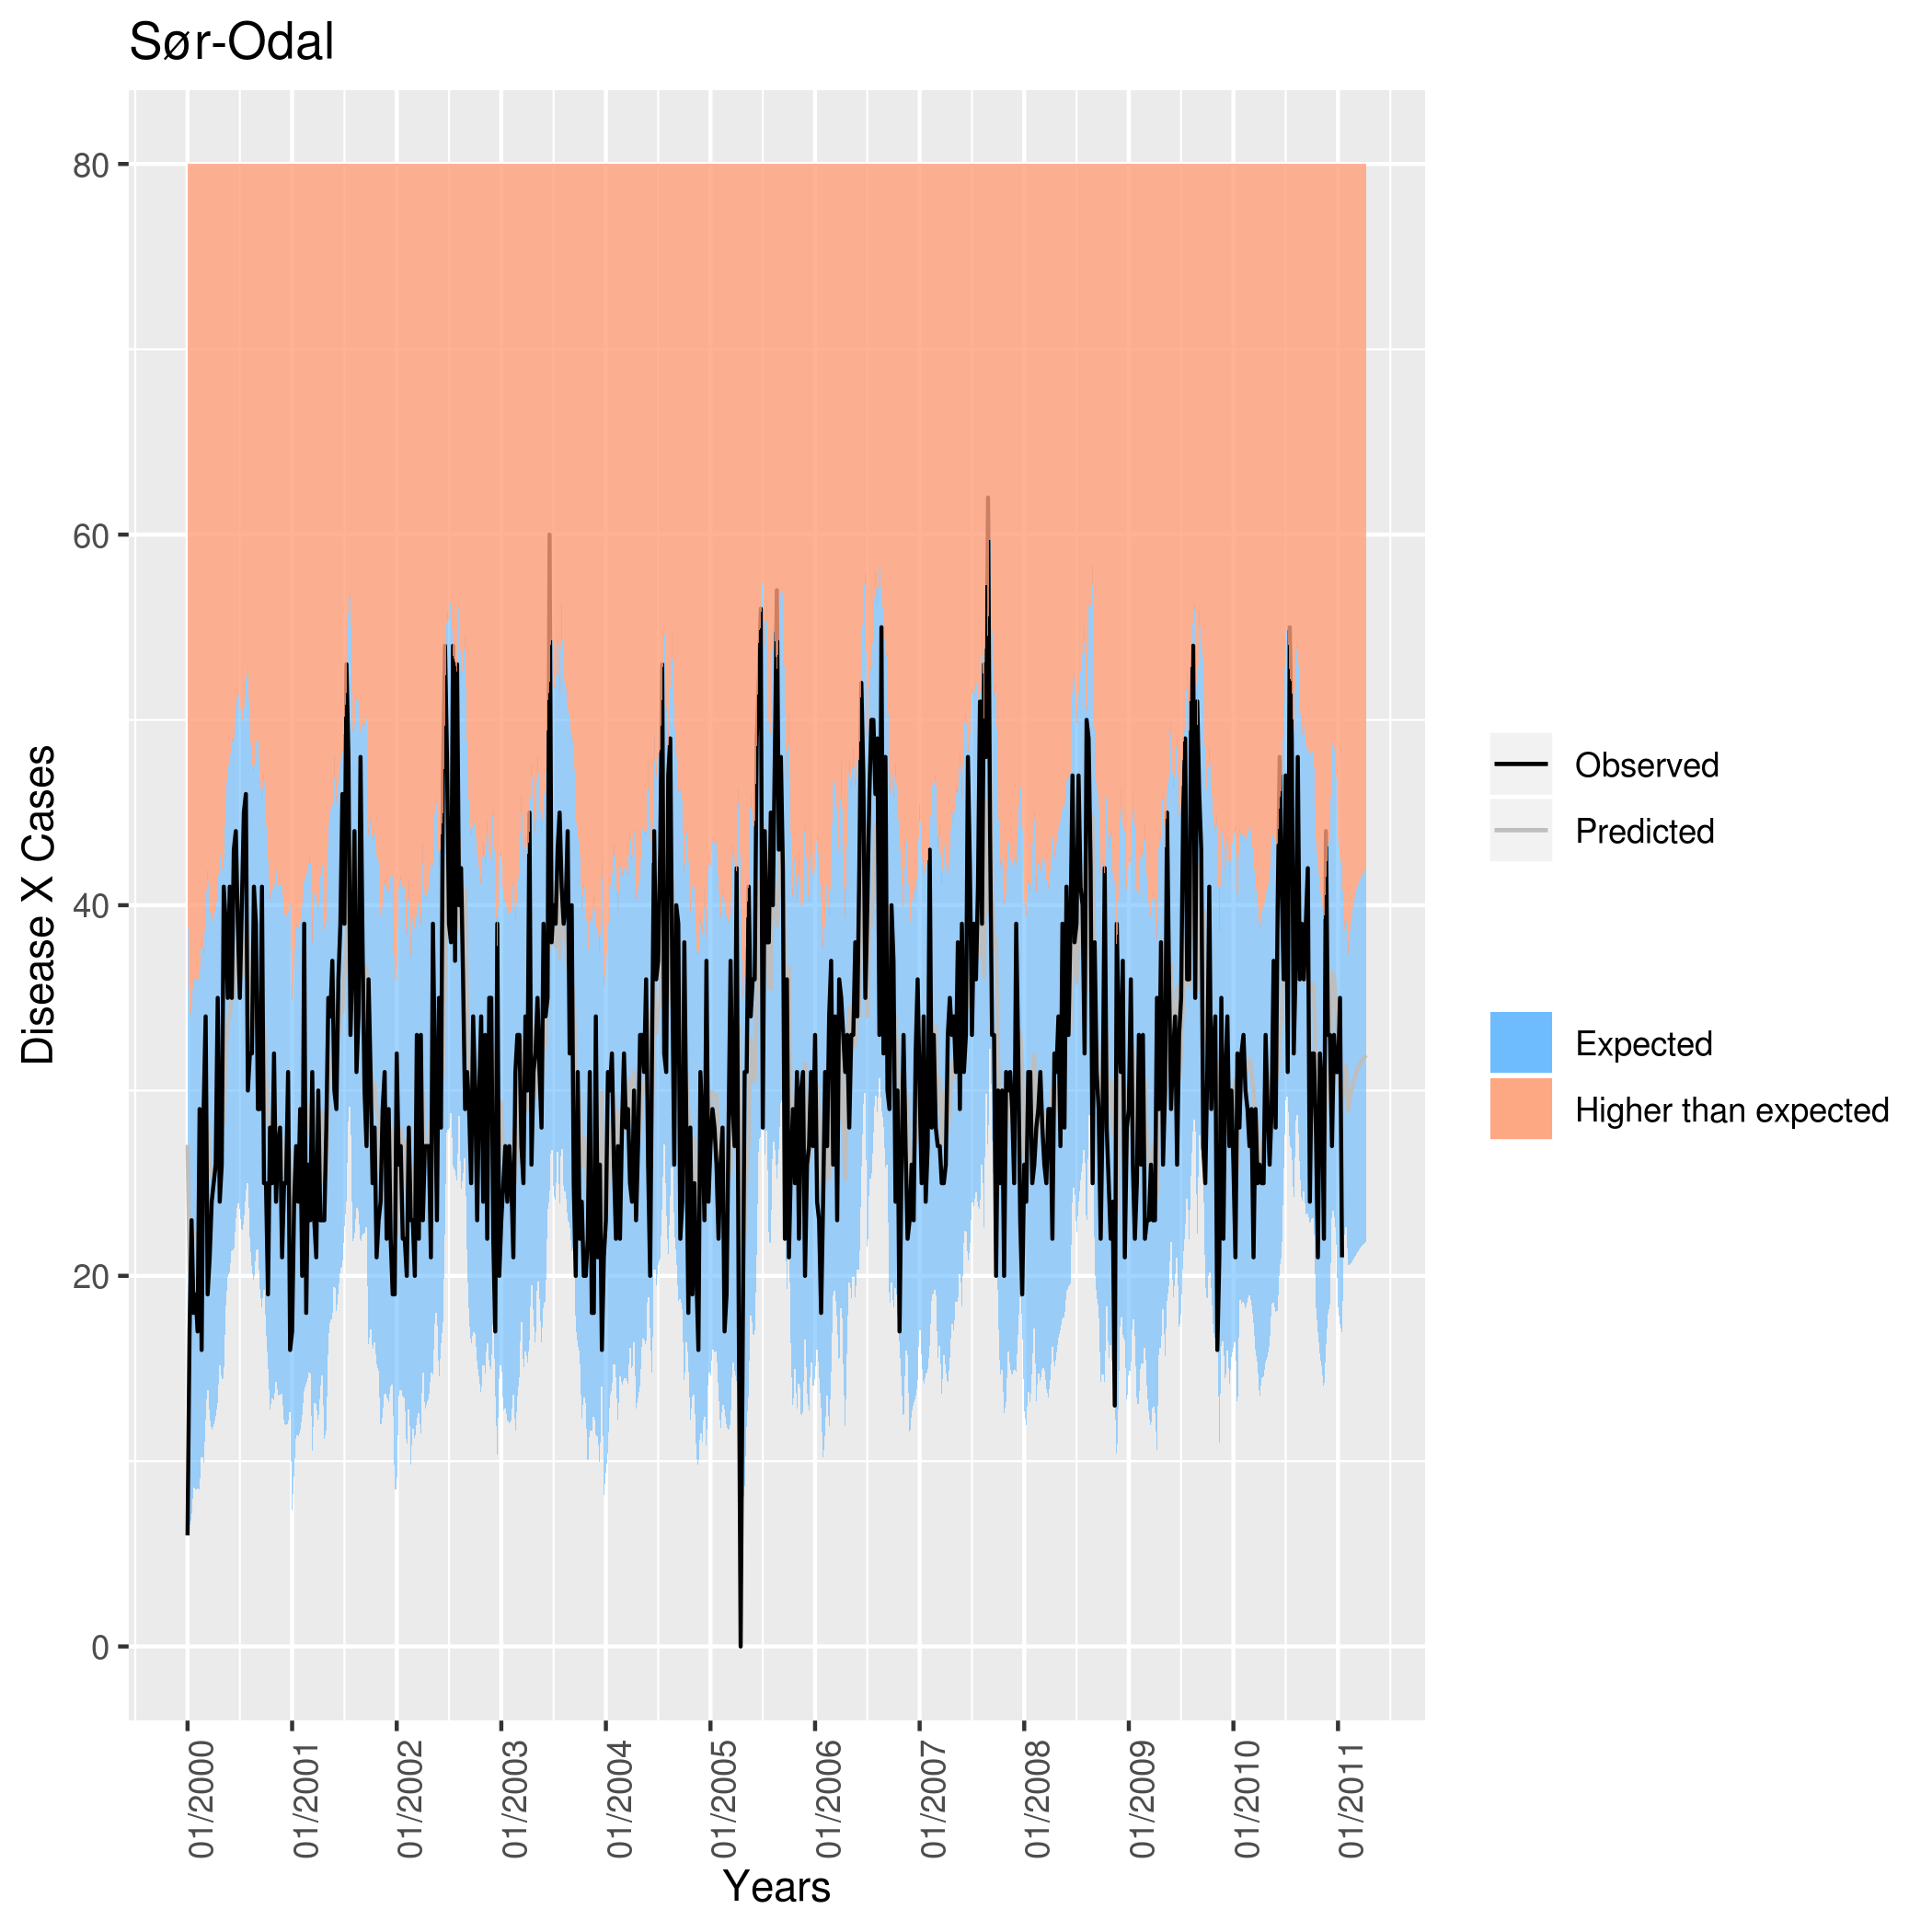 Sør-Odal
Disease X Cases
80
60
40
20
0
01/2000
01/2001
01/2002
01/2003
01/2004
01/2005
01/2006
01/2007
01/2008
01/2009
01/2010
01/2011
Years
Observed
Predicted
Expected
Higher than expected